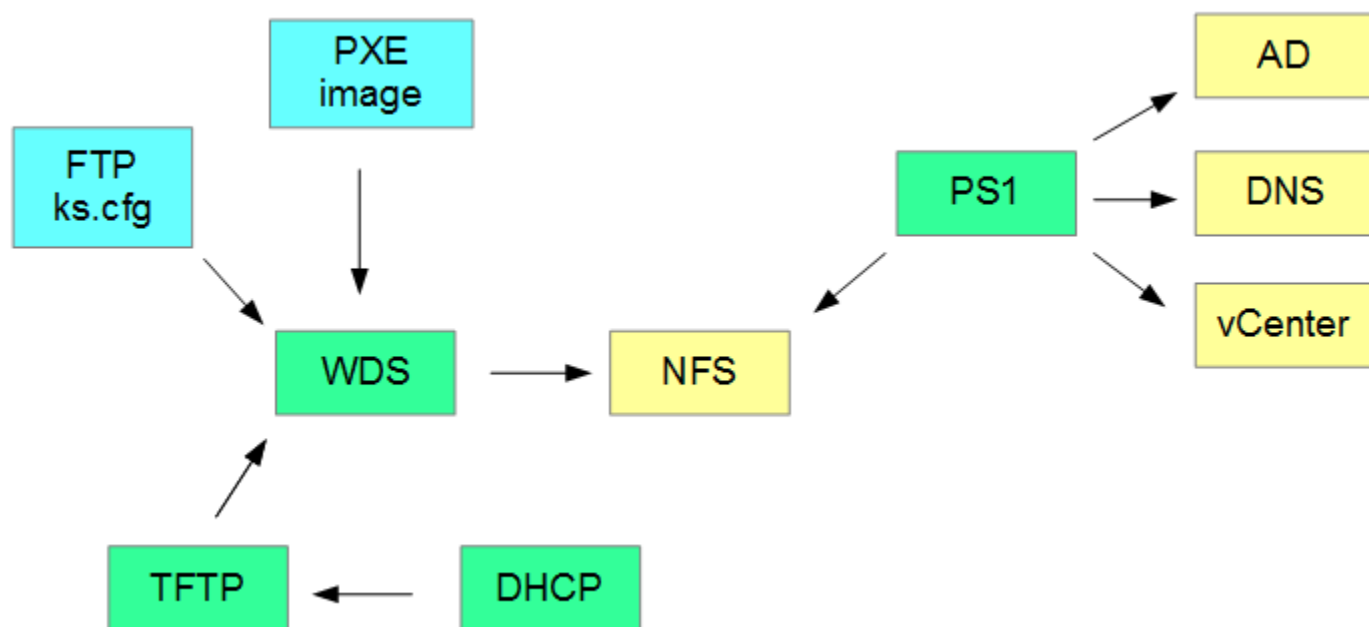 PXE
image
AD
FTP
ks.cfg
PS1
DNS
vCenter
WDS
NFS
TFTP
DHCP